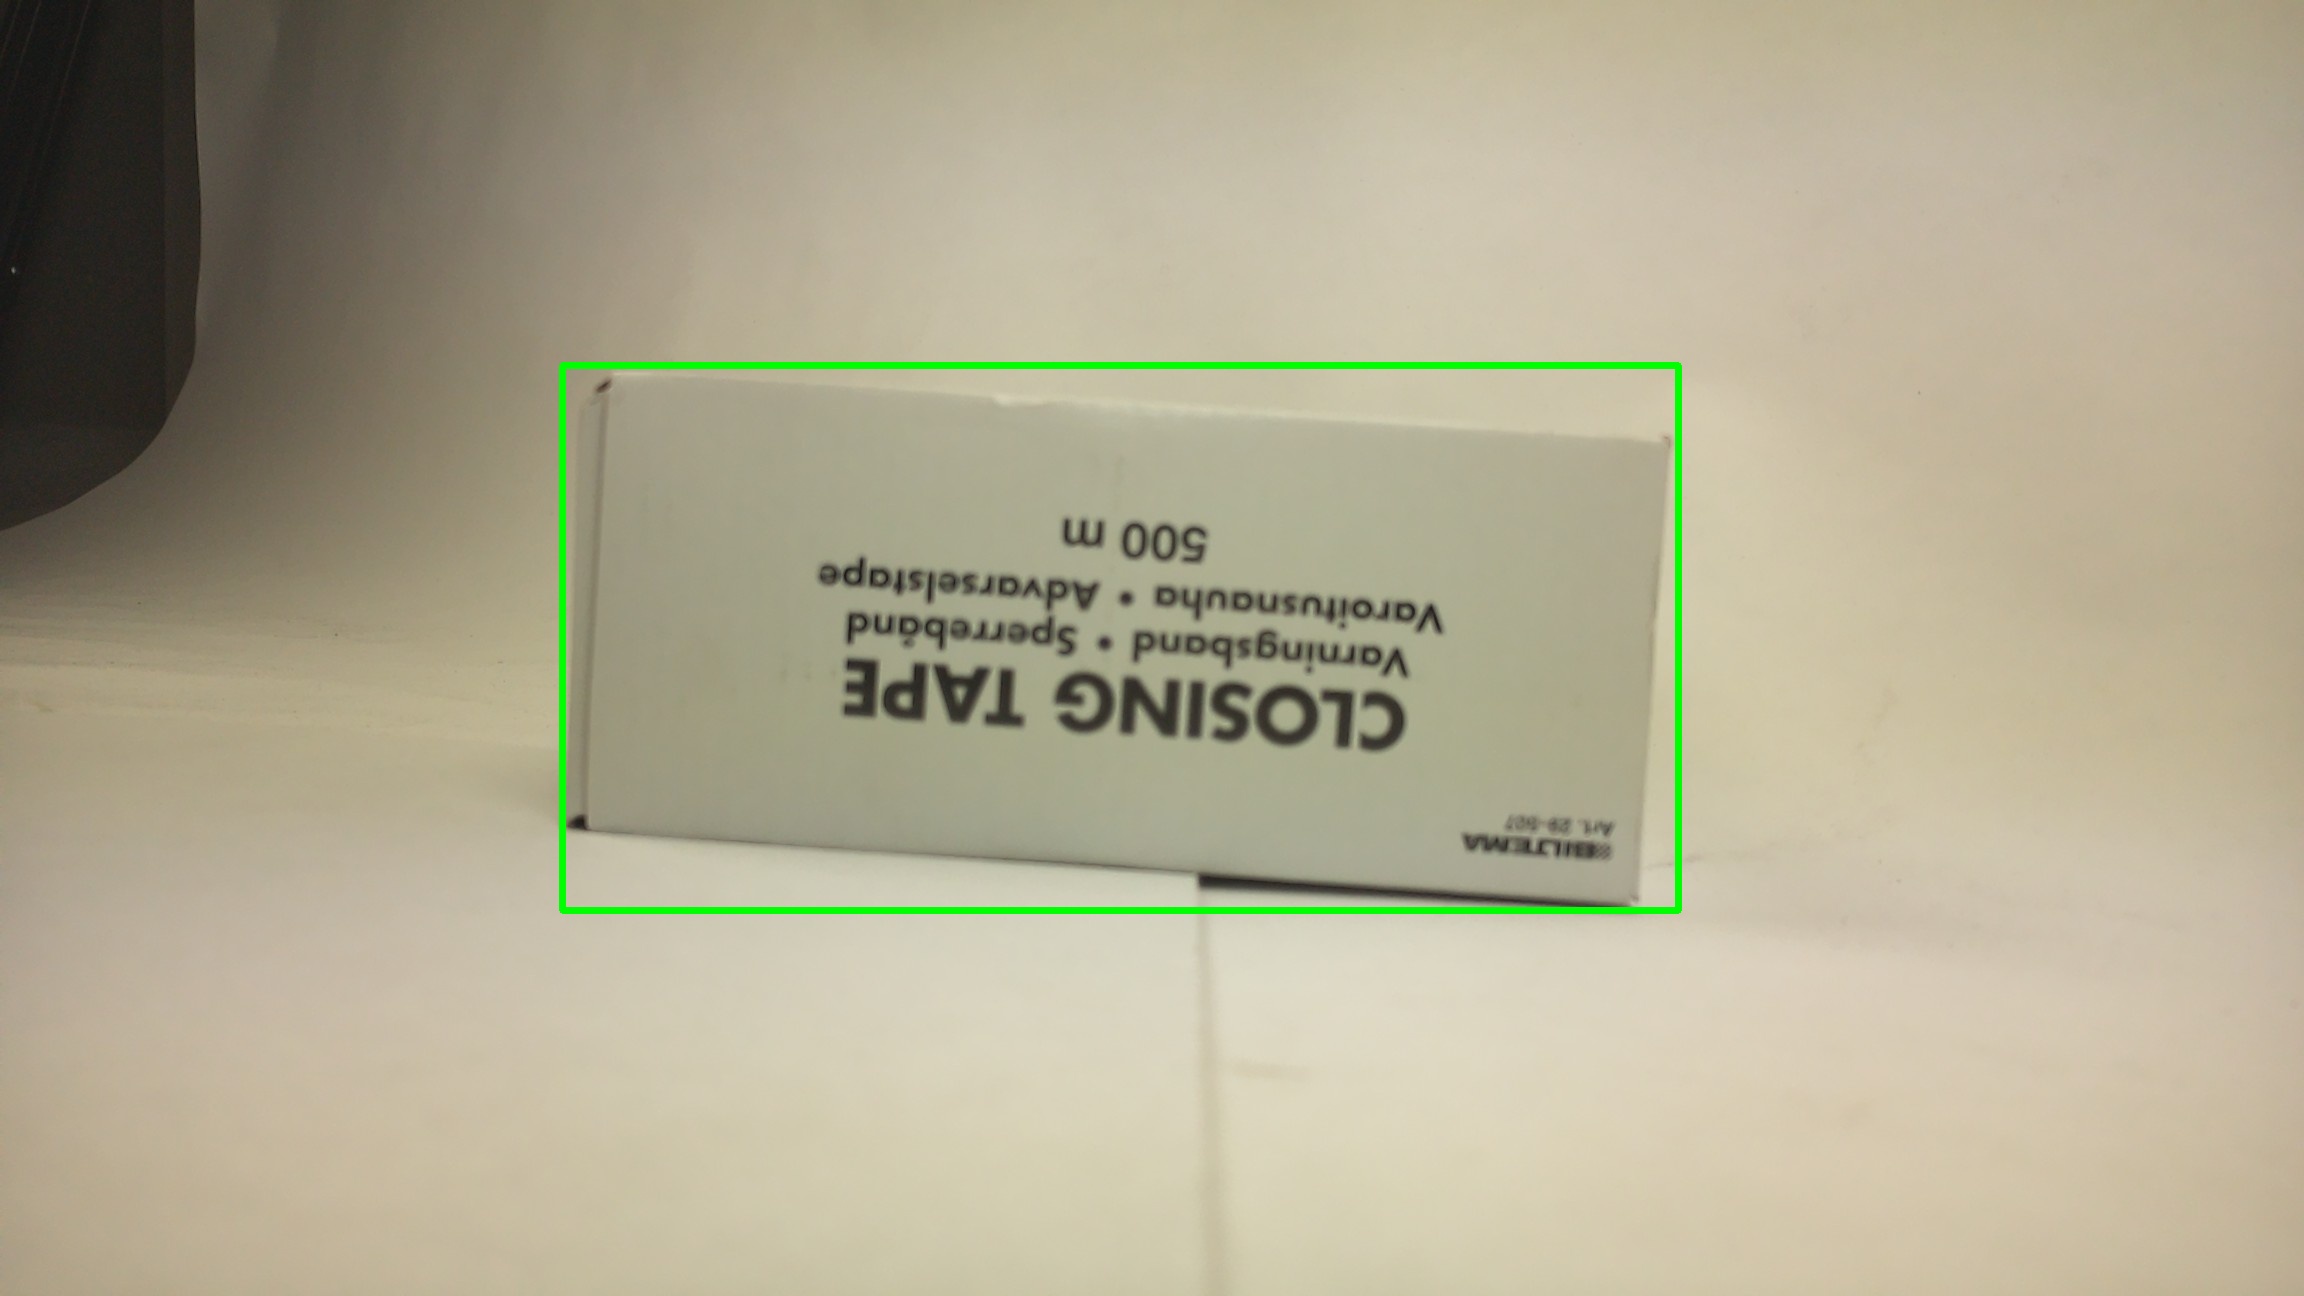 BILTEMA
Art. 29-507
CLOSING TAPE
Varningsband • Sperrebånd
Varoitusnauha • Advarselstape
500 m